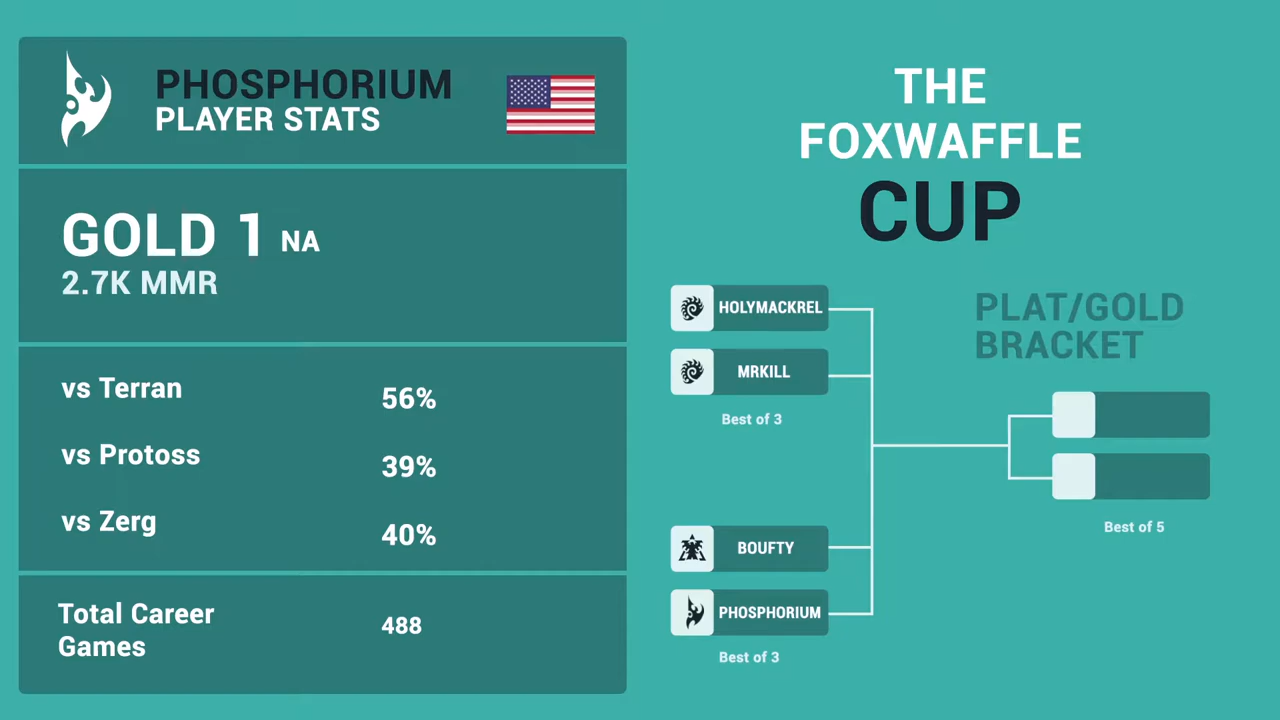 PHOSPHORIUM
PLAYER STATS
GOLD 1 NA
2.7K MMR
vs Terran 56%
vs Protoss 39%
vs Zerg 40%
Total Career
Games
488
THE
FOXWAFFLE
CUP
PLAT/GOLD
BRACKET
HOLYMACKREL
MRKILL
Best of 3
BOUFTY
PHOSPHORIUM
Best of 3
Best of 5